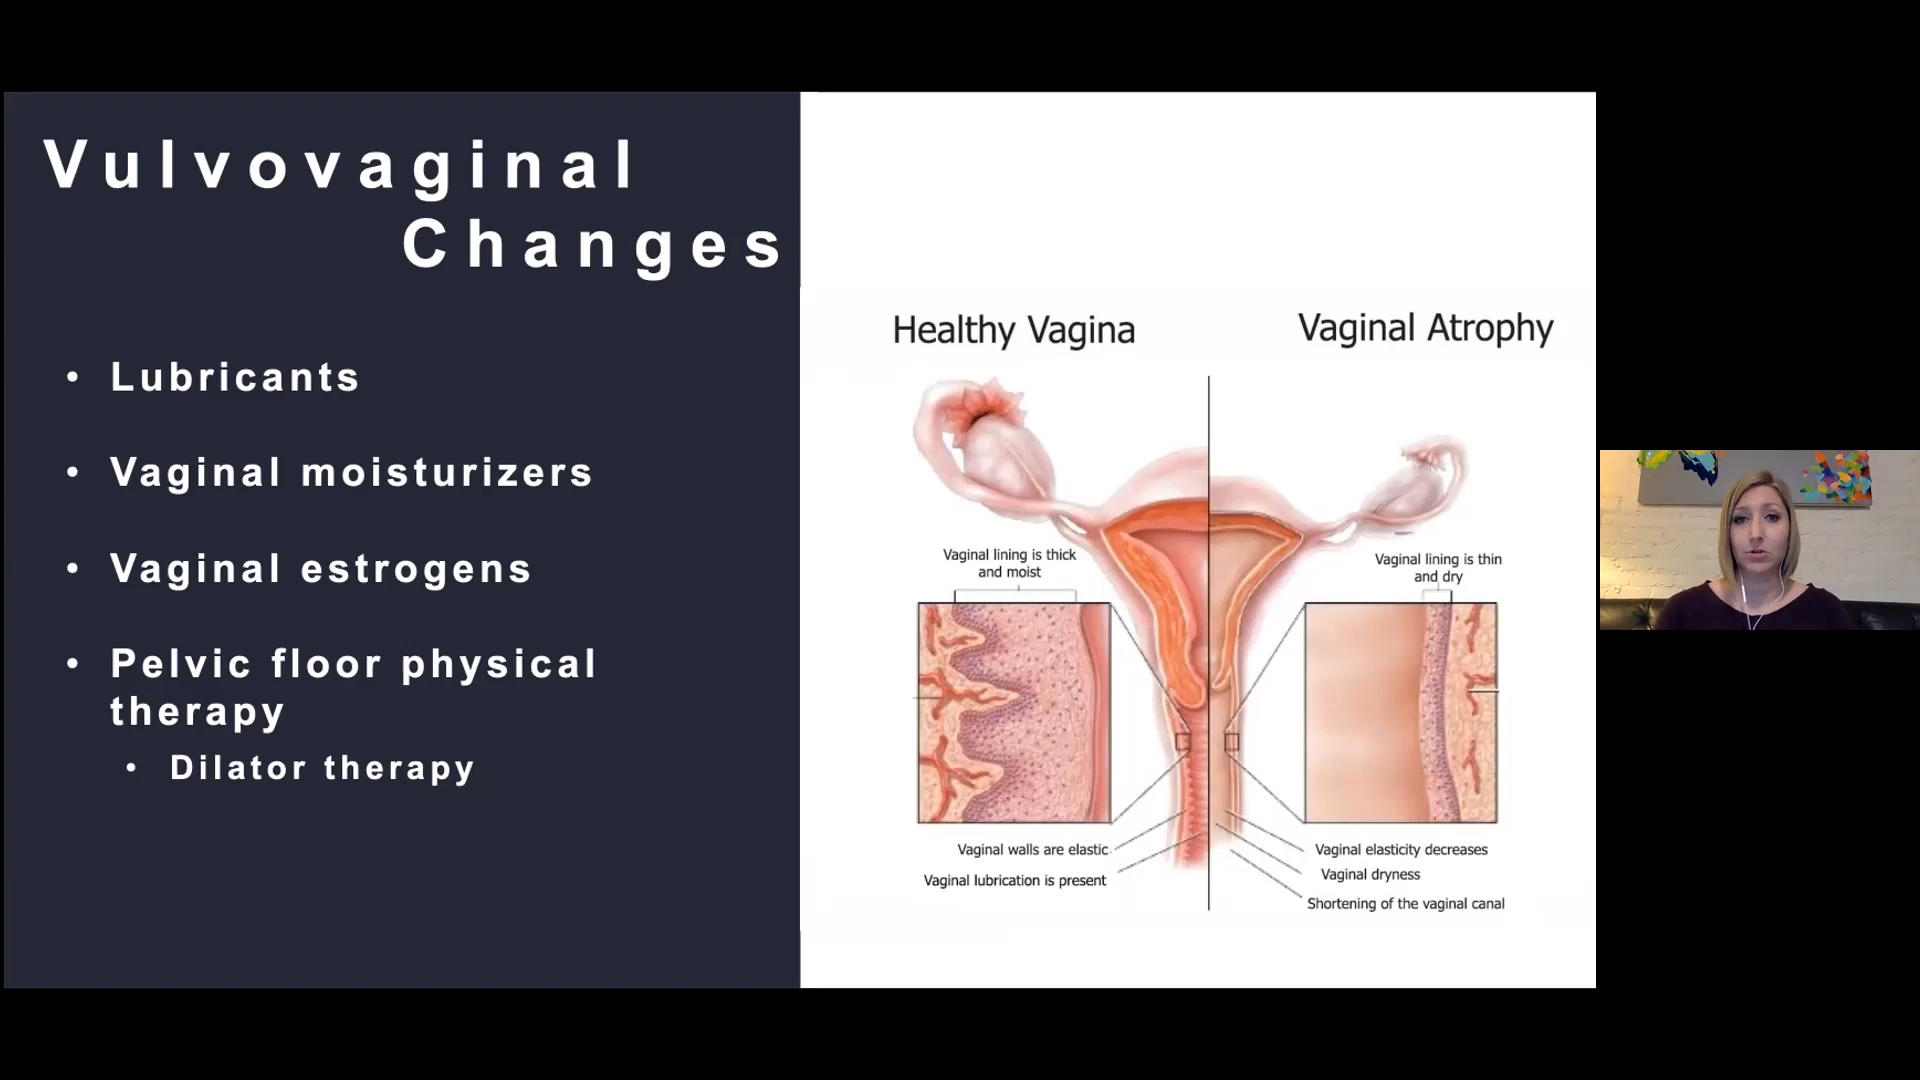 Vulvovaginal
Changes
• Lubricants
• Vaginal moisturizers
• Vaginal estrogens
• Pelvic floor physical
therapy
• Dilator therapy
Healthy Vagina
Vaginal Atrophy
Vaginal lining is thick
and moist
Vaginal lining is thin
and dry
Vaginal walls are elastic
Vaginal lubrication is present
Vaginal elasticity decreases
Vaginal dryness
Shortening of the vaginal canal